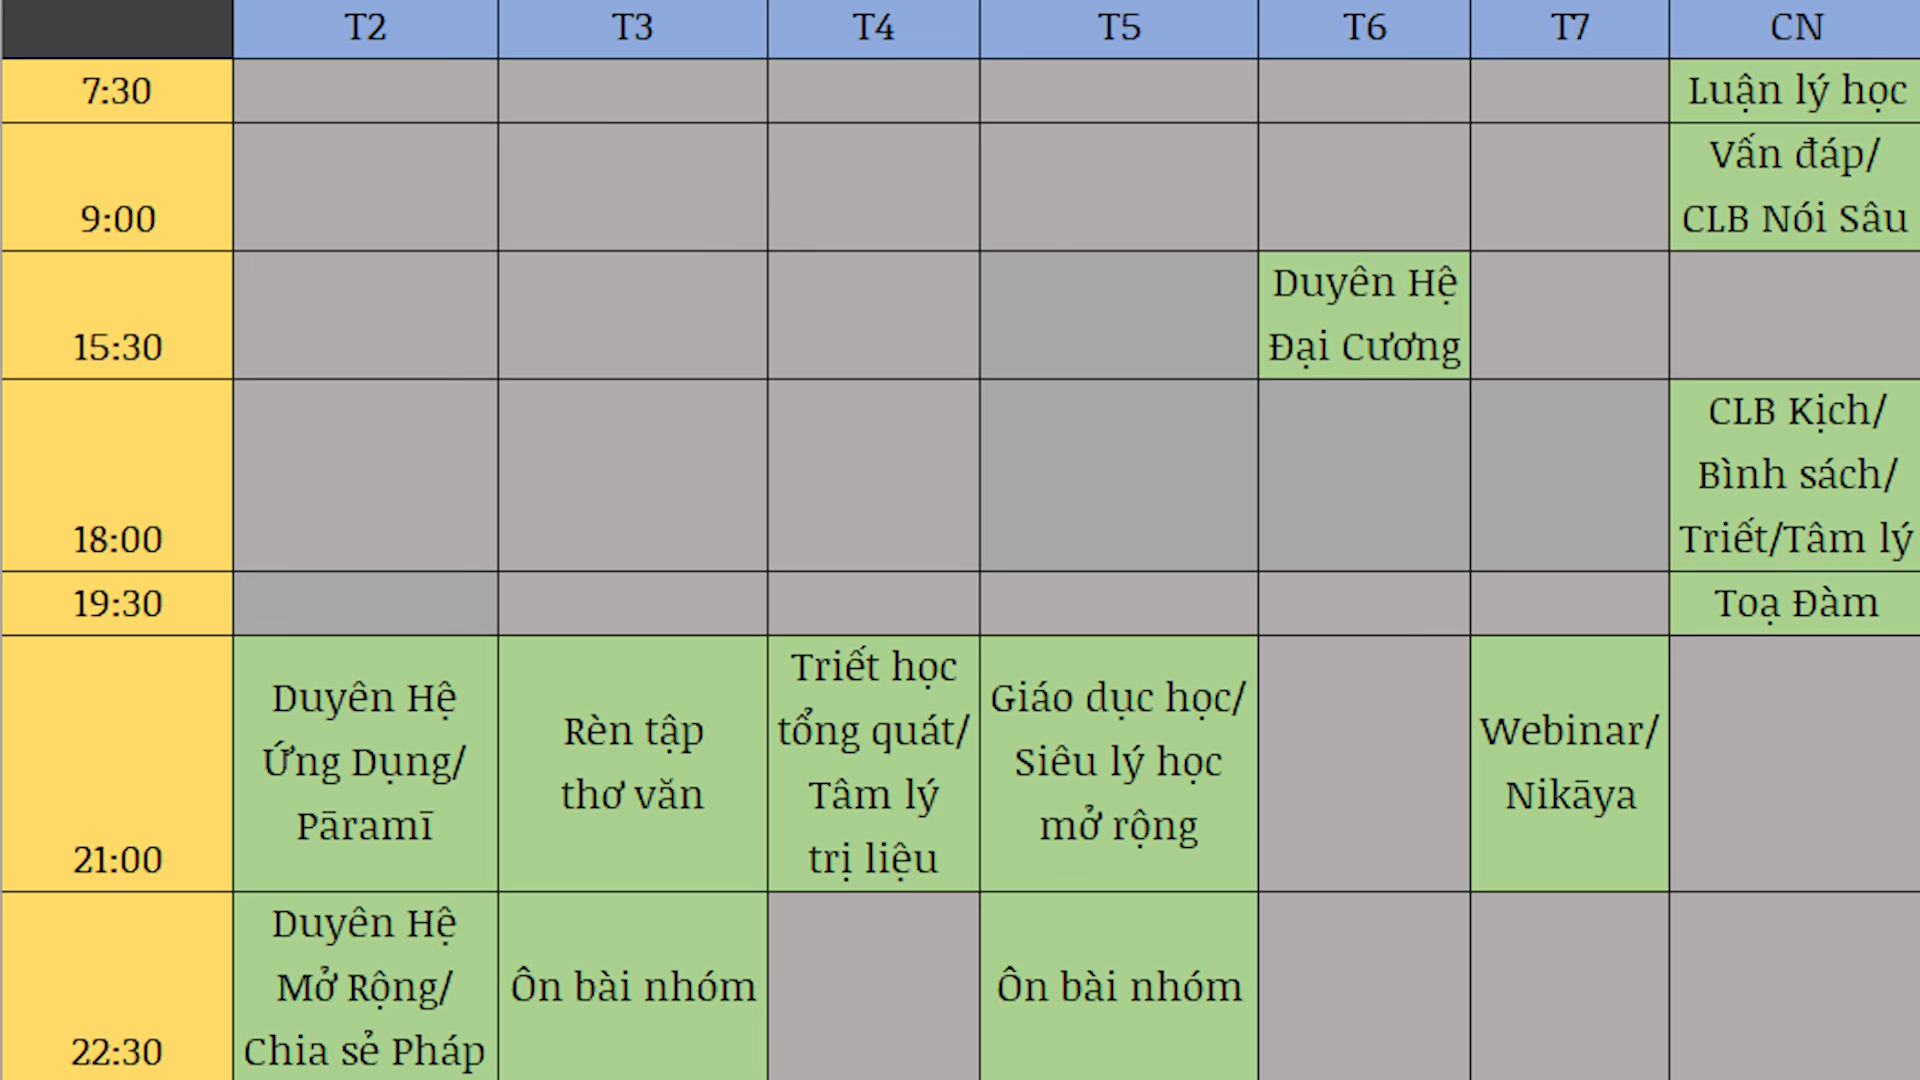 T2 T3 T4 T5 T6 T7 CN
7:30 Luận lý học
9:00 Vấn đáp/
CLB Nói Sâu
15:30 Duyên Hệ
Đại Cương
18:00 CLB Kịch/
Bình sách/
Triết/Tâm lý
19:30 Toạ Đàm
21:00
Duyên Hệ
Ứng Dụng/
Pāramī
Rèn tập
thơ văn
Triết học
tổng quát/
Tâm lý
trị liệu
Giáo dục học/
Siêu lý học
mở rộng
Webinar/
Nikāya
22:30
Duyên Hệ
Mở Rộng/
Chia sẻ Pháp
Ôn bài nhóm
Ôn bài nhóm